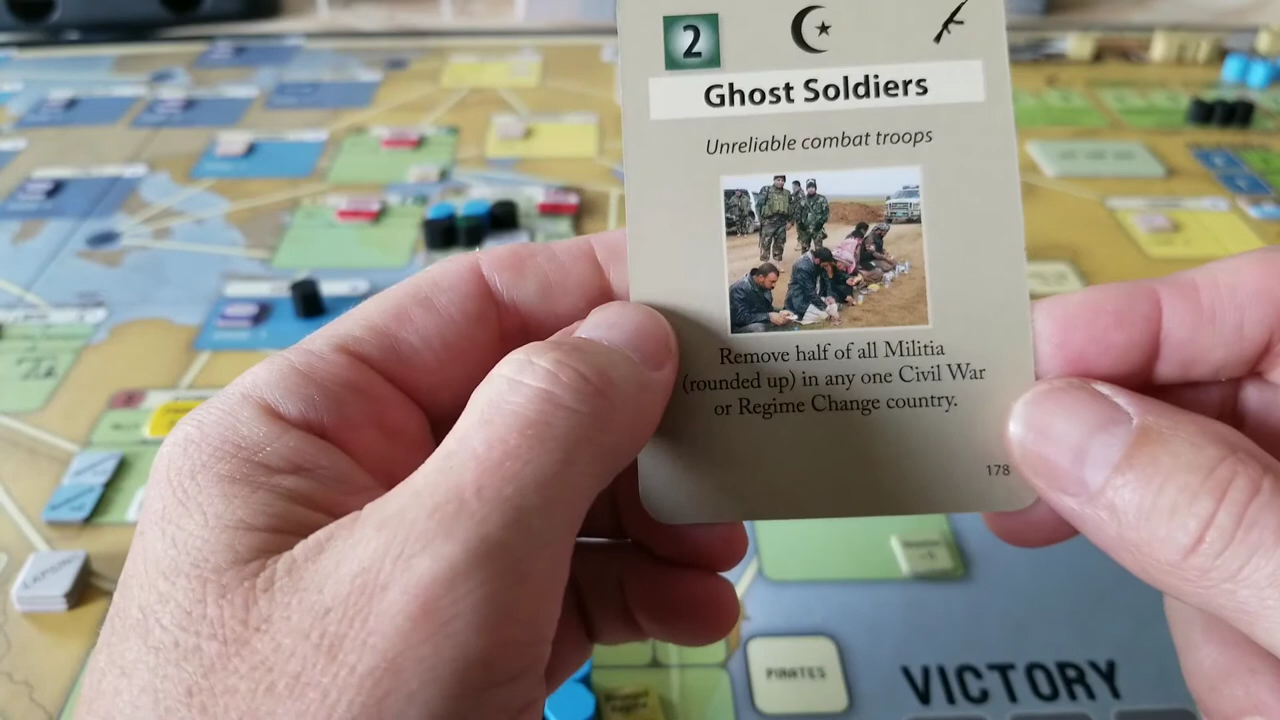 2
Ghost Soldiers
Unreliable combat troops
Remove half of all Militia
(rounded up) in any one Civil War
or Regime Change country.
178
PIRATES
VICTORY